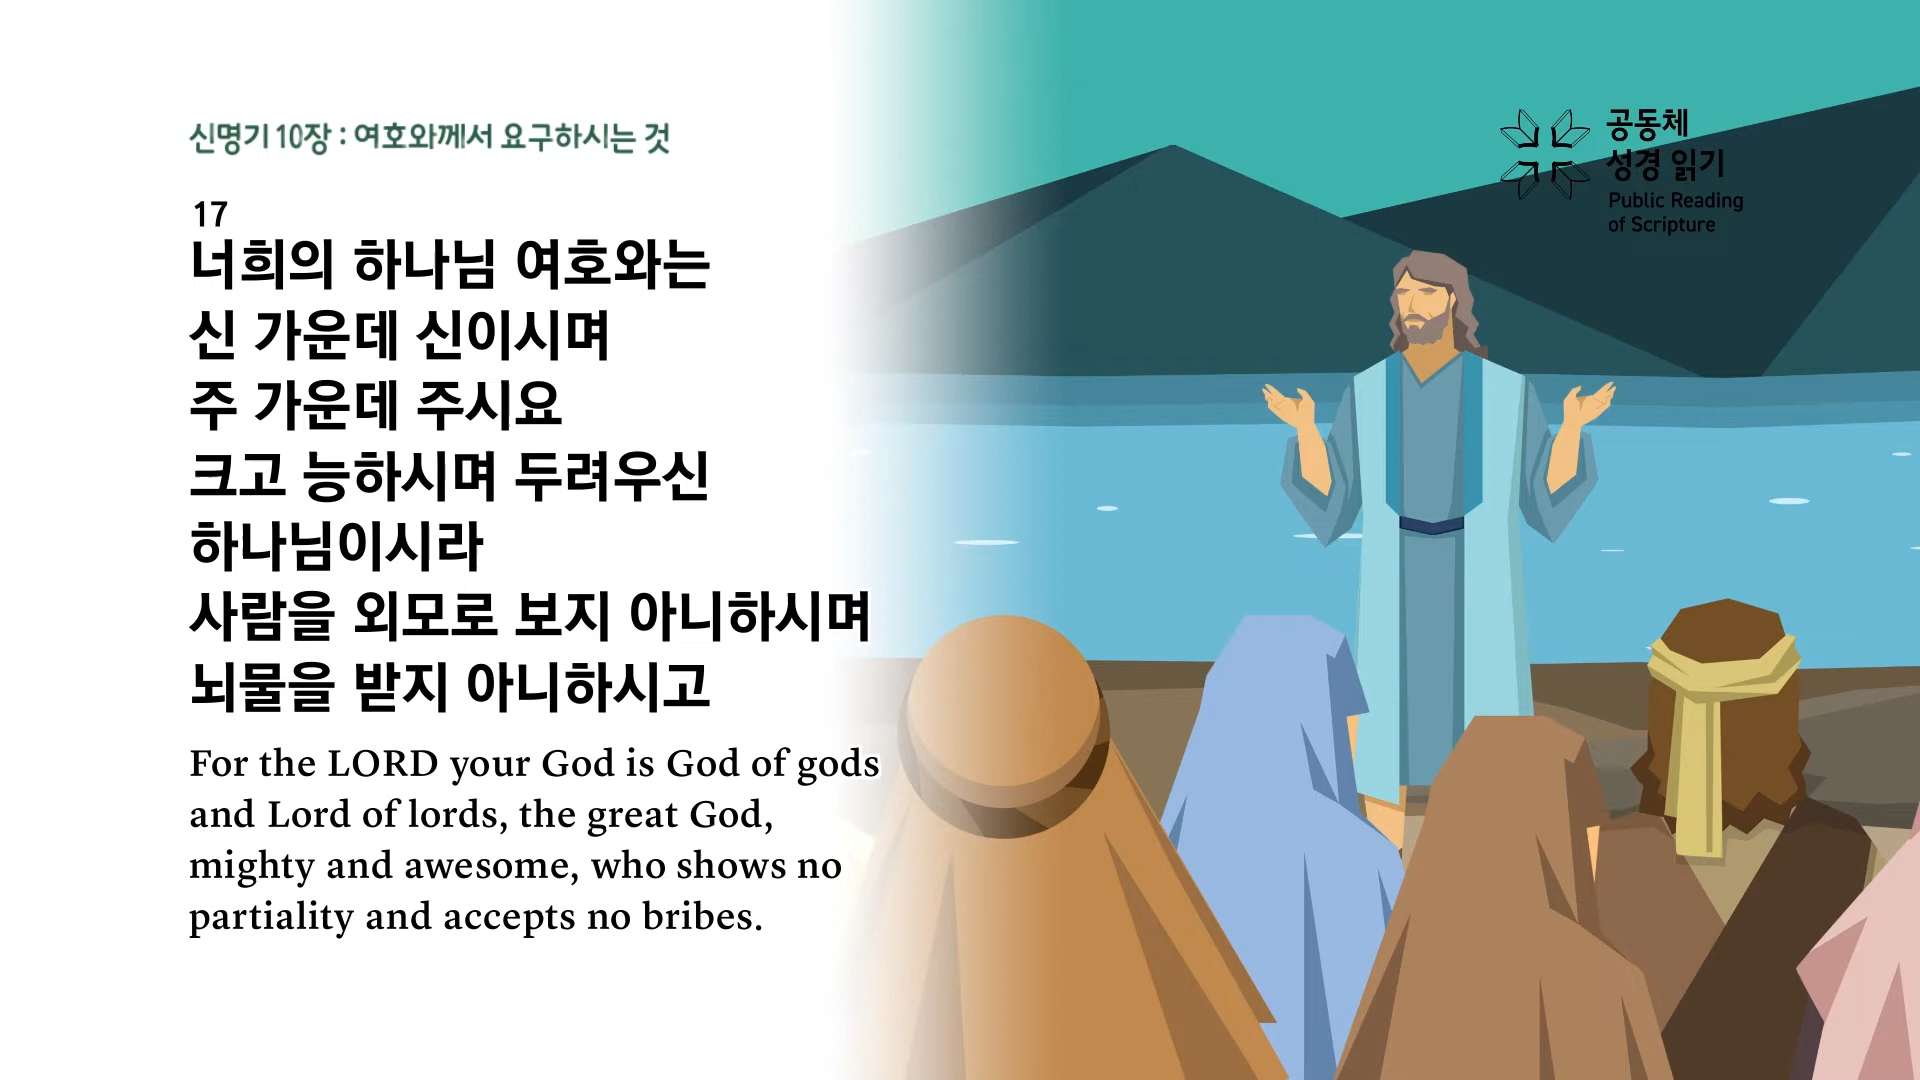 신명기 10장 : 여호와께서 요구하시는 것
17
너희의 하나님 여호와는
신 가운데 신이시며
주 가운데 주시요
크고 능하시며 두려우신
하나님이시라
사람을 외모로 보지 아니하시며
뇌물을 받지 아니하시고
For the LORD your God is God of gods
and Lord of lords, the great God,
mighty and awesome, who shows no
partiality and accepts no bribes.
공동체
성경 읽기
Public Reading
of Scripture